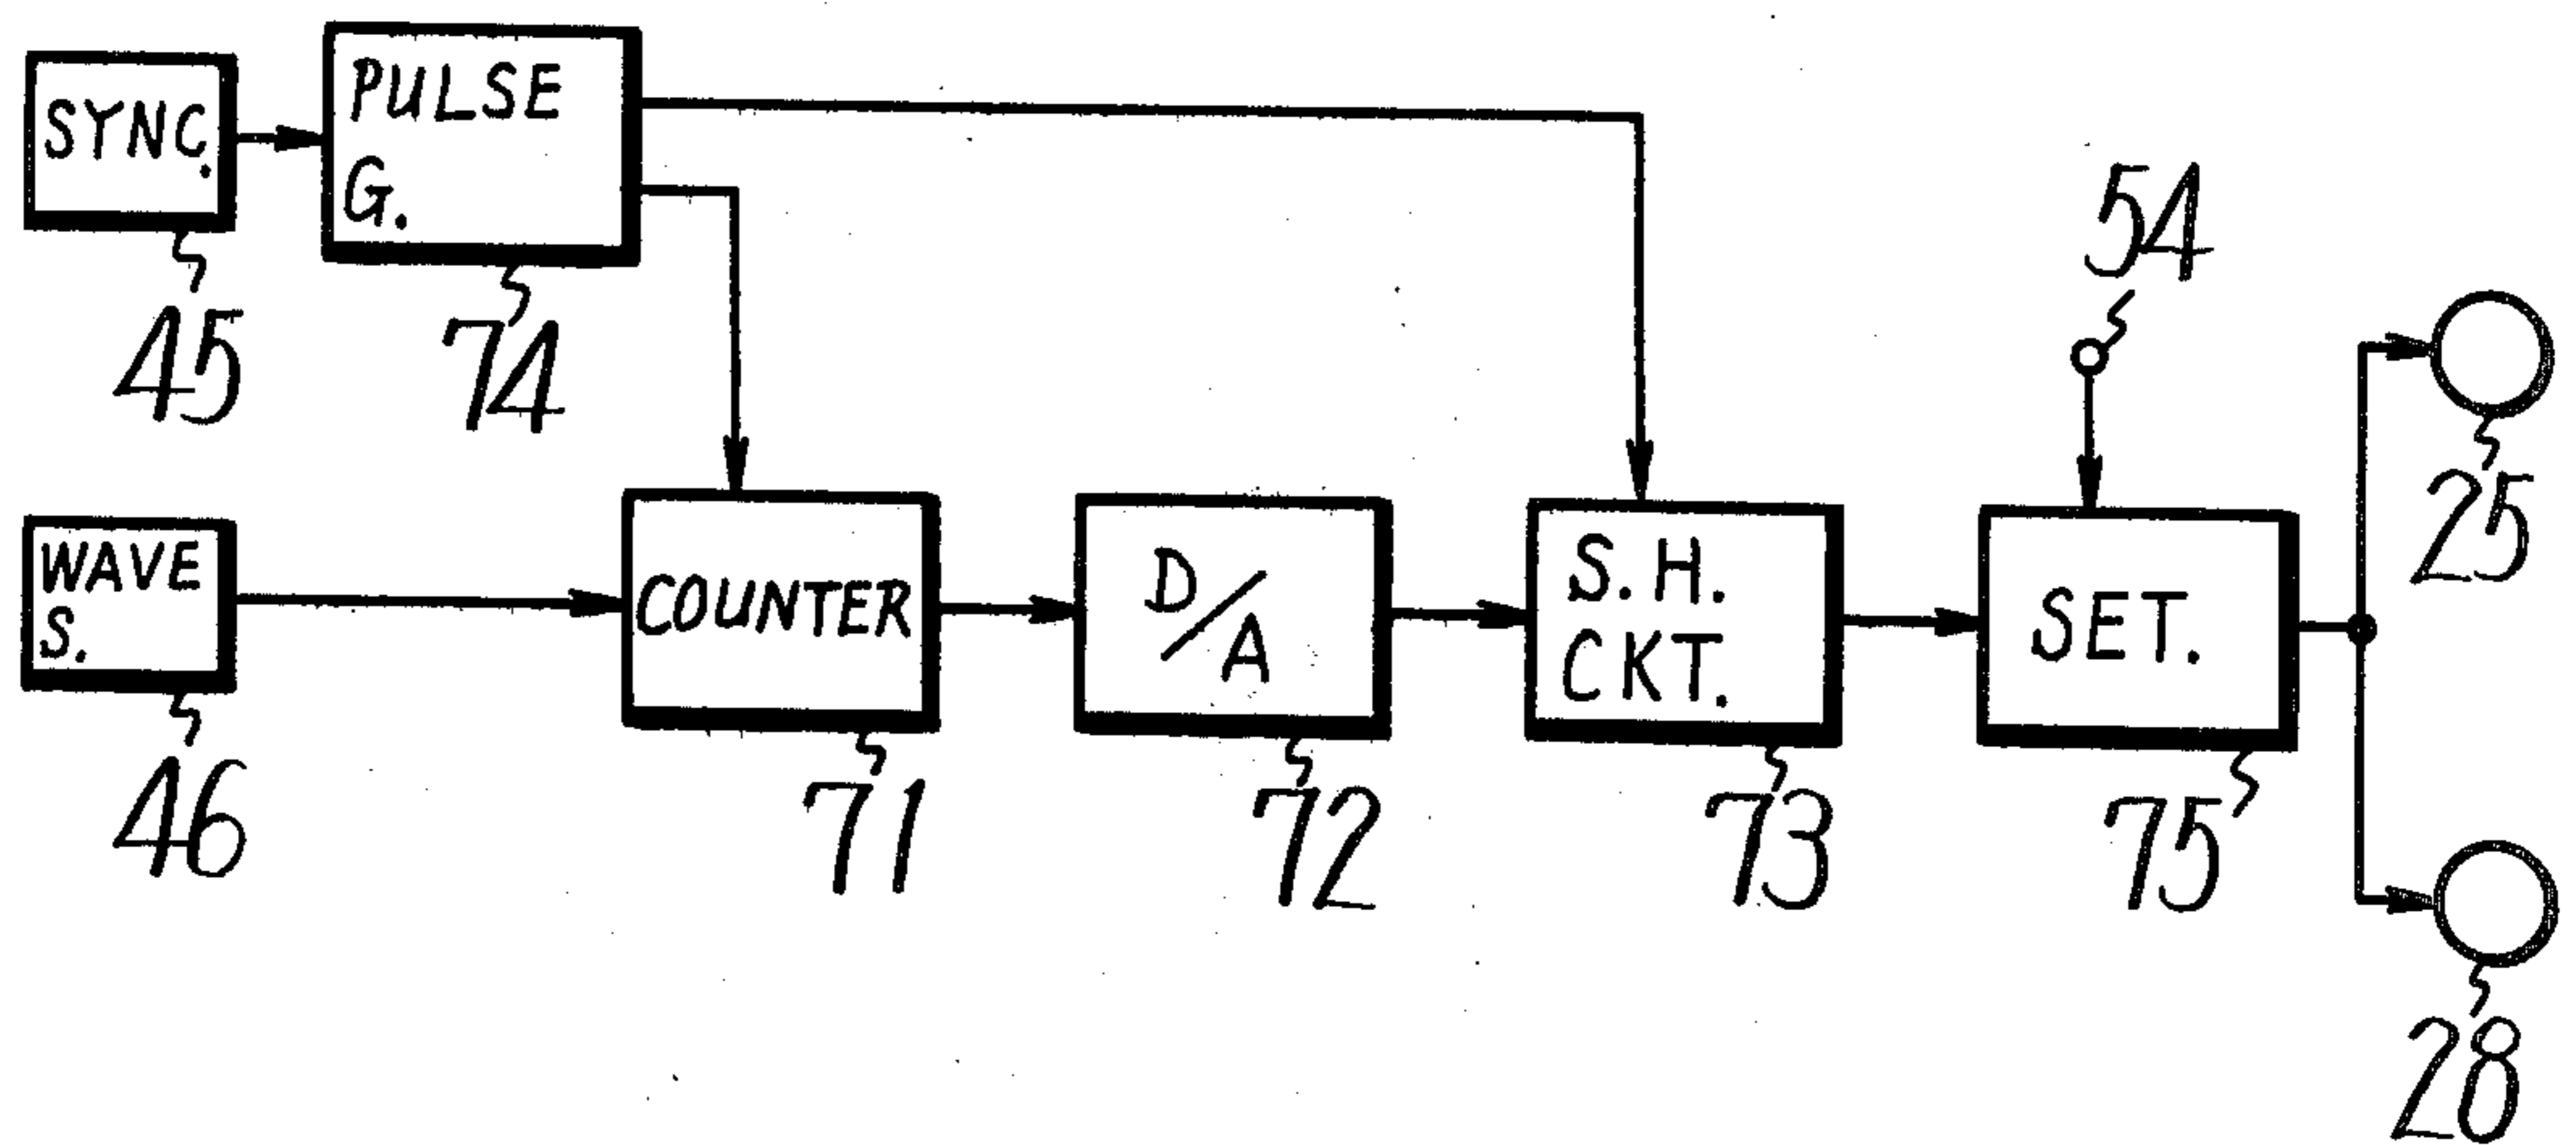 SYNC.
45
PULSE
G.
74
54
25
WAVE
S.
46
COUNTER
71
D/A
72
S.H.
CKT.
73
SET.
75
28